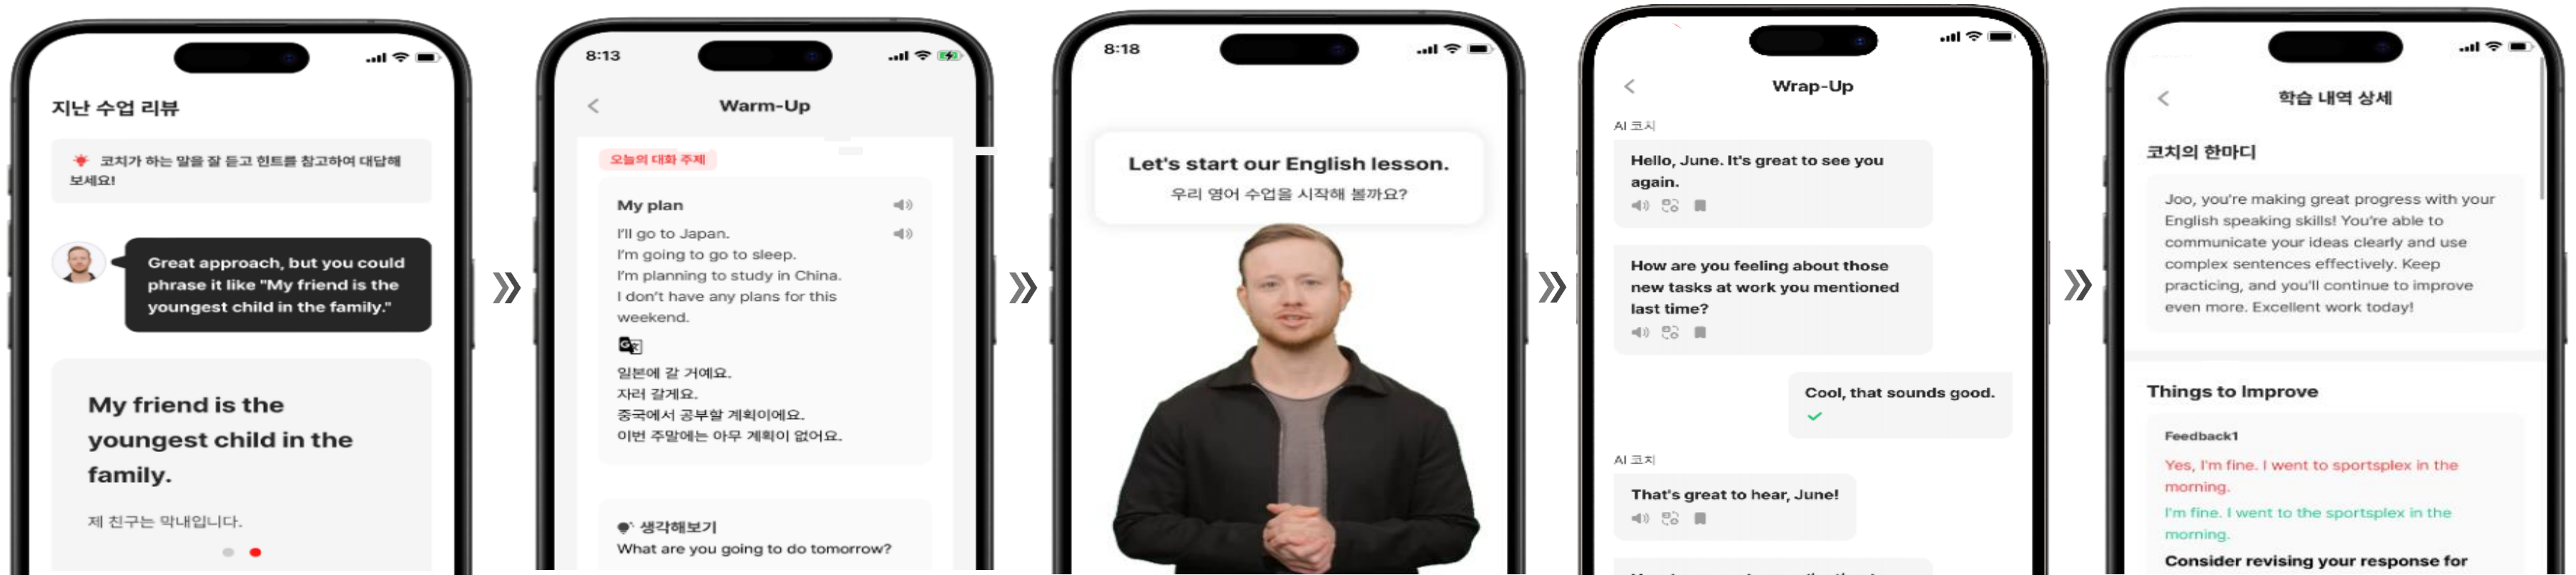 지난 수업 리뷰
코치가 하는 말을 잘 듣고 힌트를 참고하여 대답해
보세요!
Great approach, but you could
phrase it like "My friend is the
youngest child in the family."
My friend is the
youngest child in the
family.
제 친구는 막내입니다.
8:13
Warm-Up
오늘의 대화 주제
My plan
I'll go to Japan.
I'm going to go to sleep.
I'm planning to study in China.
I don't have any plans for this
weekend.
일본에 갈 거예요.
자러 갈게요.
중국에서 공부할 계획이에요.
이번 주말에는 아무 계획이 없어요.
생각해보기
What are you going to do tomorrow?
8:18
Let's start our English lesson.
우리 영어 수업을 시작해 볼까요?
Wrap-Up
AI 코치
Hello, June. It's great to see you
again.
How are you feeling about those
new tasks at work you mentioned
last time?
Cool, that sounds good.
AI 코치
That's great to hear, June!
학습 내역 상세
코치의 한마디
Joo, you're making great progress with your
English speaking skills! You're able to
communicate your ideas clearly and use
complex sentences effectively. Keep
practicing, and you'll continue to improve
even more. Excellent work today!
Things to Improve
Feedback1
Yes, I'm fine. I went to sportsplex in the
morning.
I'm fine. I went to the sportsplex in the
morning.
Consider revising your response for